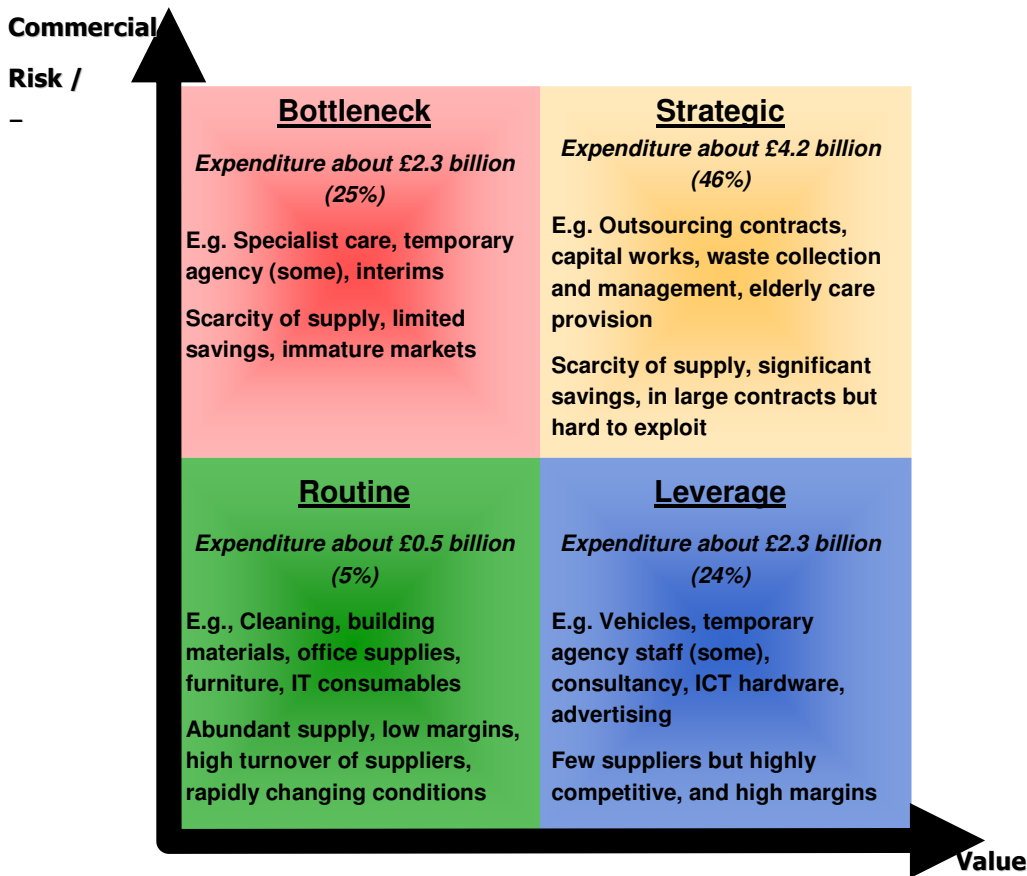 Commercial
Risk /
–
Bottleneck
Expenditure about £2.3 billion
(25%)
E.g. Specialist care, temporary
agency (some), interims
Scarcity of supply, limited
savings, immature markets
Strategic
Expenditure about £4.2 billion
(46%)
E.g. Outsourcing contracts,
capital works, waste collection
and management, elderly care
provision
Scarcity of supply, significant
savings, in large contracts but
hard to exploit
Routine
Expenditure about £0.5 billion
(5%)
E.g., Cleaning, building
materials, office supplies,
furniture, IT consumables
Abundant supply, low margins,
high turnover of suppliers,
rapidly changing conditions
Leverage
Expenditure about £2.3 billion
(24%)
E.g. Vehicles, temporary
agency staff (some),
consultancy, ICT hardware,
advertising
Few suppliers but highly
competitive, and high margins
Value